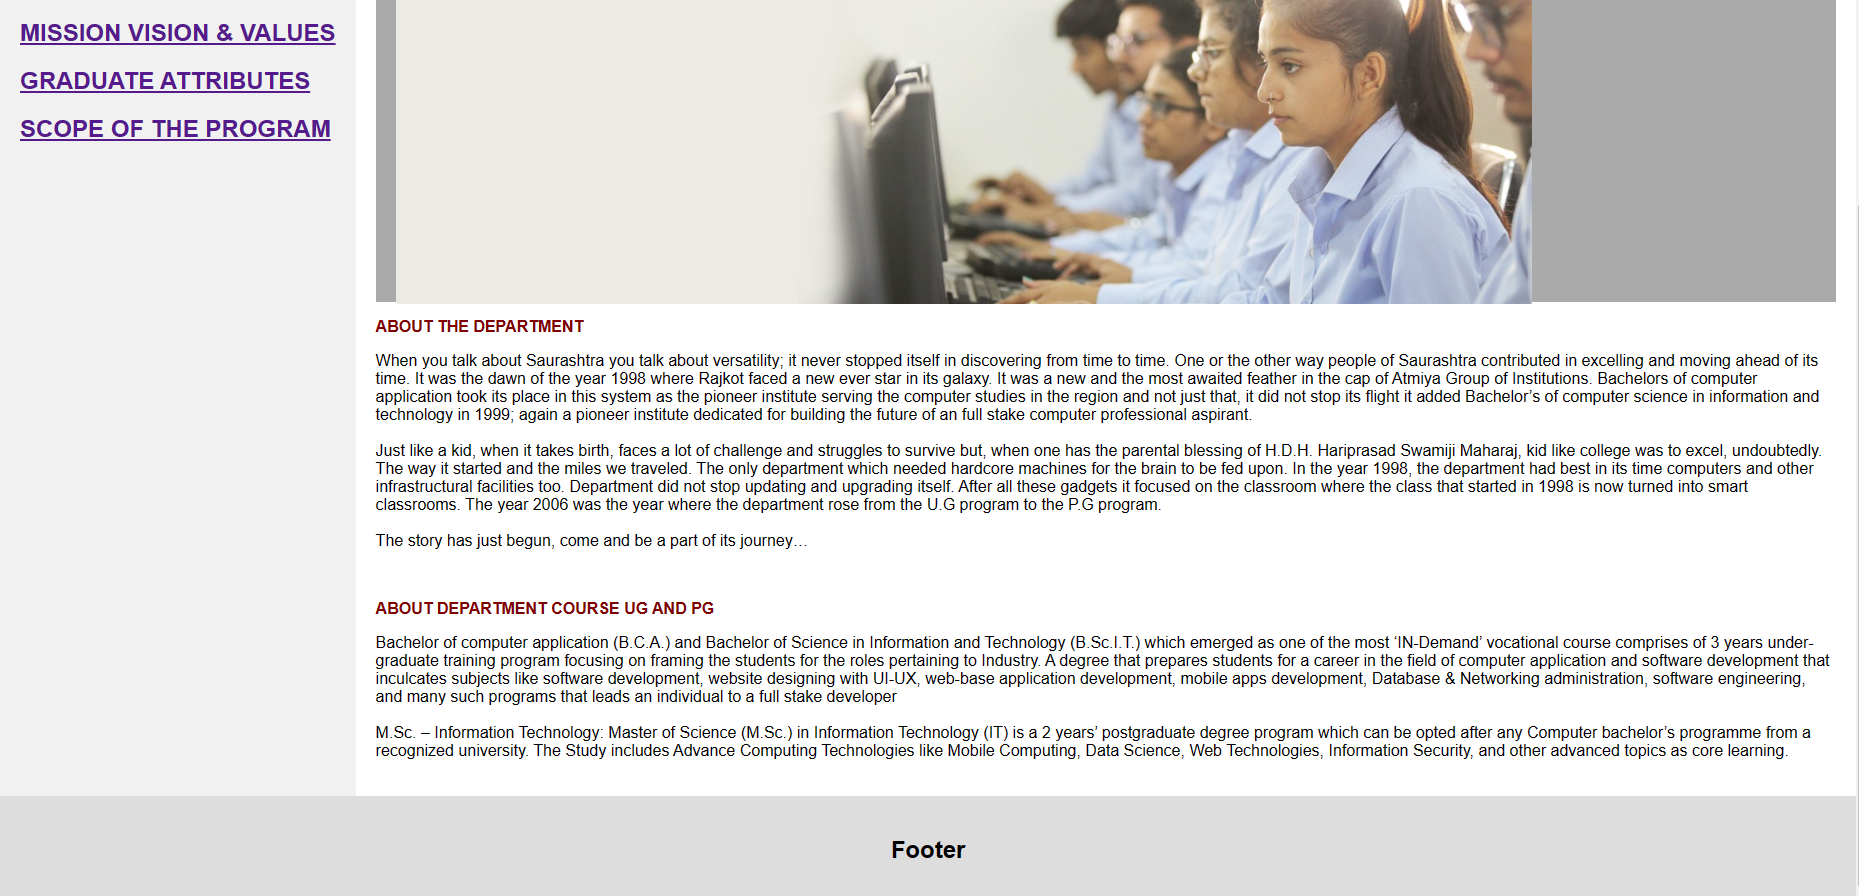 MISSION VISION & VALUES
GRADUATE ATTRIBUTES
SCOPE OF THE PROGRAM
ABOUT THE DEPARTMENT
When you talk about Saurashtra you talk about versatility; it never stopped itself in discovering from time to time. One or the other way people of Saurashtra contributed in excelling and moving ahead of its
time. It was the dawn of the year 1998 where Rajkot faced a new ever star in its galaxy. It was a new and the most awaited feather in the cap of Atmiya Group of Institutions. Bachelors of computer
application took its place in this system as the pioneer institute serving the computer studies in the region and not just that, it did not stop its flight it added Bachelor’s of computer science in information and
technology in 1999; again a pioneer institute dedicated for building the future of an full stake computer professional aspirant.
Just like a kid, when it takes birth, faces a lot of challenge and struggles to survive but, when one has the parental blessing of H.D.H. Hariprasad Swamiji Maharaj, kid like college was to excel, undoubtedly.
The way it started and the miles we traveled. The only department which needed hardcore machines for the brain to be fed upon. In the year 1998, the department had best in its time computers and other
infrastructural facilities too. Department did not stop updating and upgrading itself. After all these gadgets it focused on the classroom where the class that started in 1998 is now turned into smart
classrooms. The year 2006 was the year where the department rose from the U.G program to the P.G program.
The story has just begun, come and be a part of its journey…
ABOUT DEPARTMENT COURSE UG AND PG
Bachelor of computer application (B.C.A.) and Bachelor of Science in Information and Technology (B.Sc.I.T.) which emerged as one of the most ‘IN-Demand’ vocational course comprises of 3 years under-
graduate training program focusing on framing the students for the roles pertaining to Industry. A degree that prepares students for a career in the field of computer application and software development that
inculcates subjects like software development, website designing with UI-UX, web-base application development, mobile apps development, Database & Networking administration, software engineering,
and many such programs that leads an individual to a full stake developer
M.Sc. – Information Technology: Master of Science (M.Sc.) in Information Technology (IT) is a 2 years’ postgraduate degree program which can be opted after any Computer bachelor’s programme from a
recognized university. The Study includes Advance Computing Technologies like Mobile Computing, Data Science, Web Technologies, Information Security, and other advanced topics as core learning.
Footer